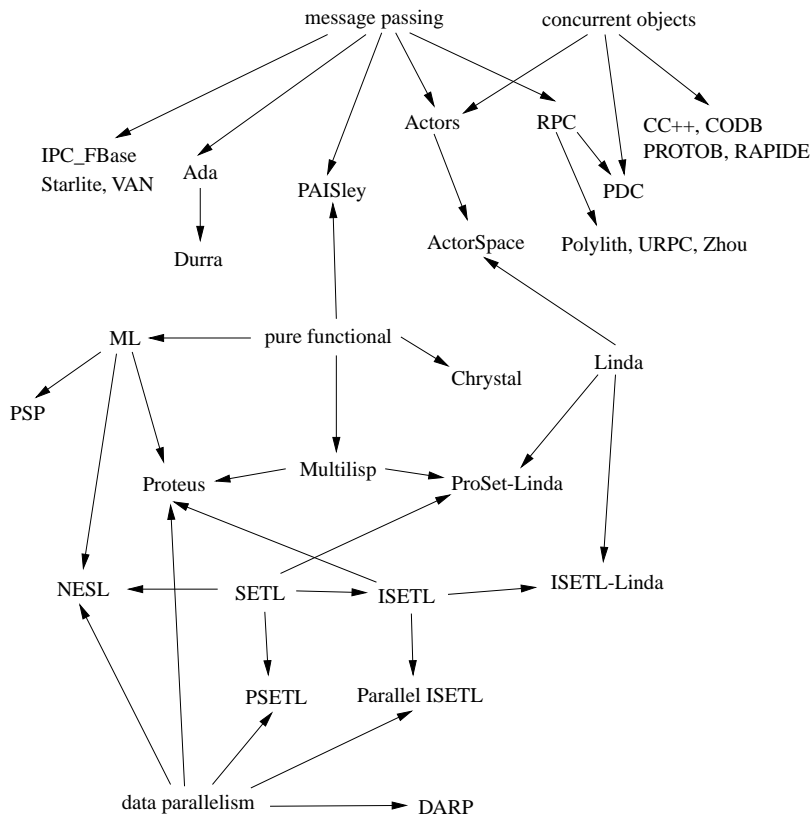 message passing
concurrent objects
Actors
RPC
CC++, CODB
PROTOB, RAPIDE
IPC_FBase
Starlite, VAN
Ada
PAISley
PDC
Durra
ActorSpace
Polylith, URPC, Zhou
ML
pure functional
Linda
Chrystal
PSP
Proteus
Multilisp
ProSet-Linda
NESL
SETL
ISETL
ISETL-Linda
PSETL
Parallel ISETL
data parallelism
DARP